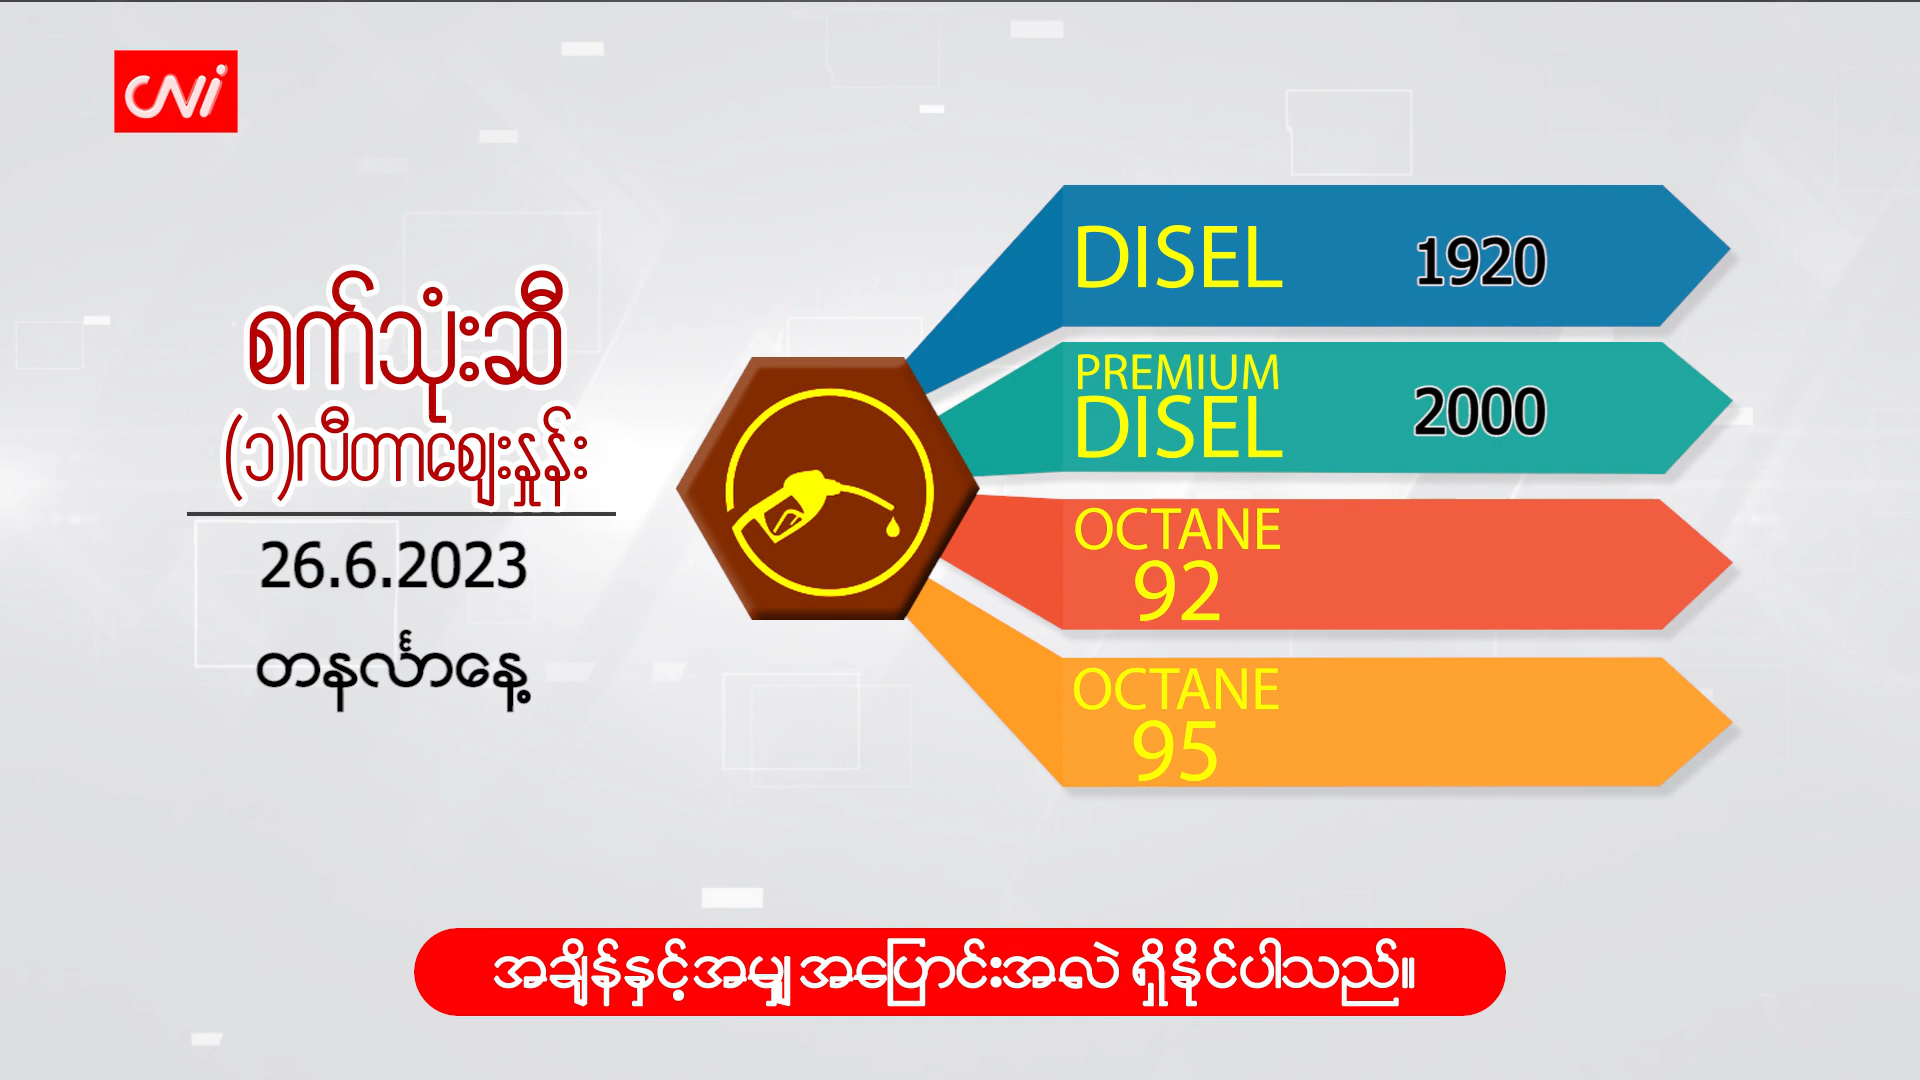 CNi
စက်သုံးဆီ
(၁)လီတာဈေးနှုန်း
26.6.2023
တနင်္လာနေ့
DISEL 1920
PREMIUM
DISEL 2000
OCTANE
92
OCTANE
95
အချိန်နှင့်အမျှ အပြောင်းအလဲ ရှိနိုင်ပါသည်။